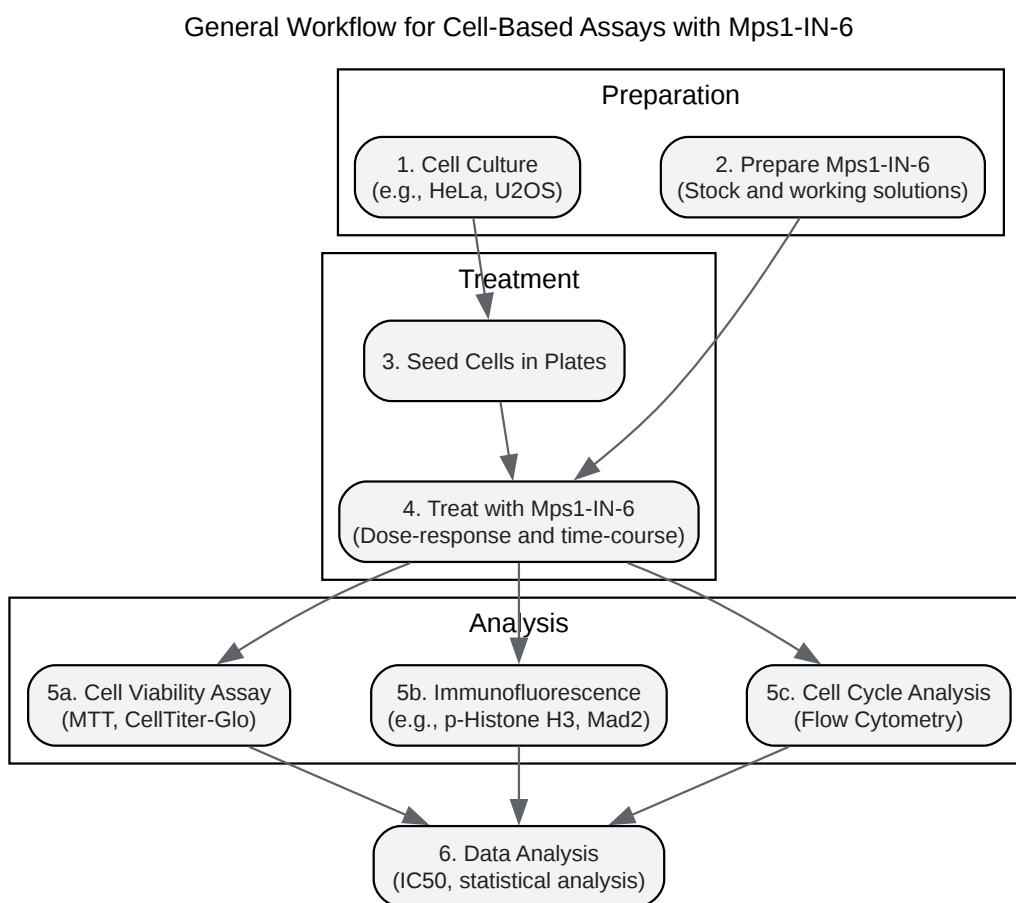 General Workflow for Cell-Based Assays with Mps1-IN-6
Preparation
1. Cell Culture
(e.g., HeLa, U2OS)
2. Prepare Mps1-IN-6
(Stock and working solutions)
Treatment
3. Seed Cells in Plates
4. Treat with Mps1-IN-6
(Dose-response and time-course)
Analysis
5a. Cell Viability Assay
(MTT, CellTiter-Glo)
5b. Immunofluorescence
(e.g., p-Histone H3, Mad2)
5c. Cell Cycle Analysis
(Flow Cytometry)
6. Data Analysis
(IC50, statistical analysis)